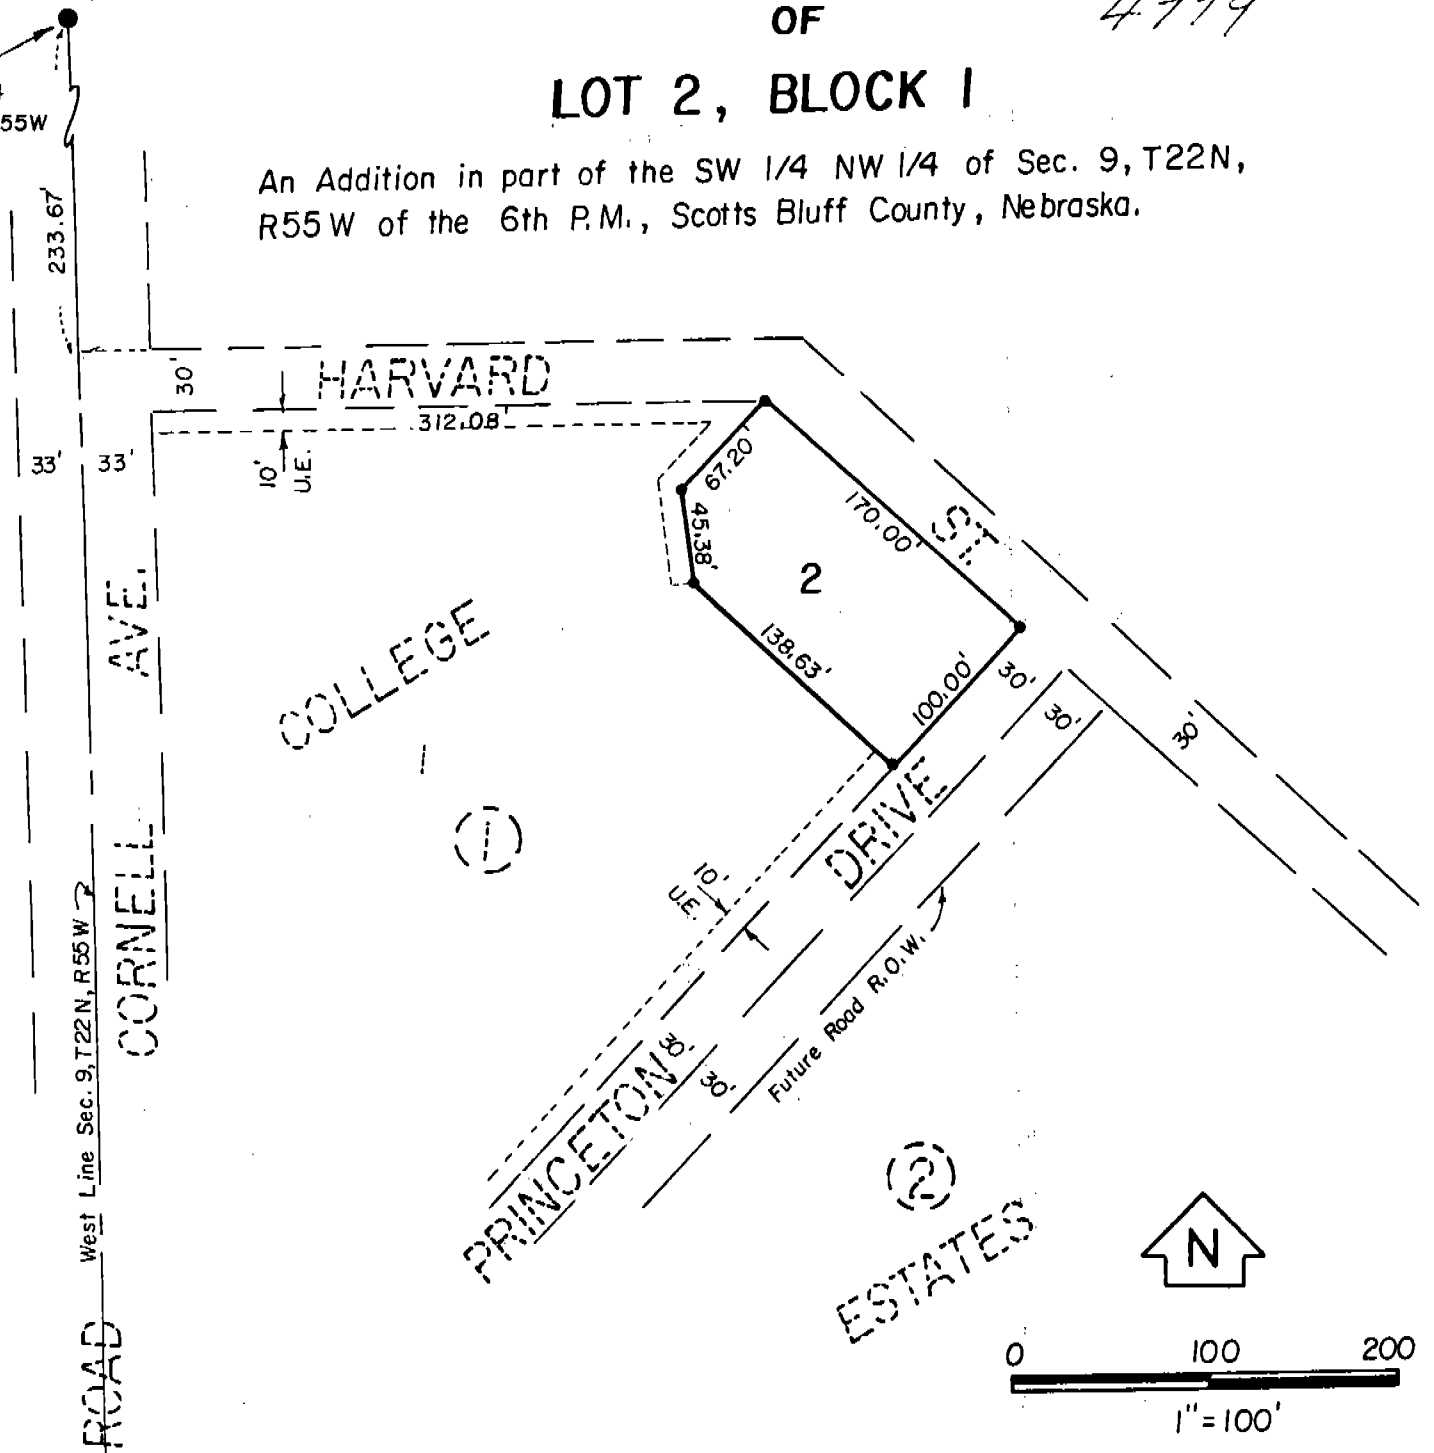 OF
4779
LOT 2, BLOCK 1
55W
An Addition in part of the SW 1/4 NW 1/4 of Sec. 9, T22N,
R55W of the 6th P.M., Scotts Bluff County, Nebraska.
233.67'
30'
HARVARD
312.08'
33'
33'
10'
U.E.
67.20'
45.38'
170.00'
ST.
2
138.63'
100.00'
30'
30'
30'
AVE.
COLLEGE
1
1
CORNELL
DRIVE
10'
U.E.
West Line Sec. 9, T22N, R55W
Future Road R.O.W.
30'
30'
PRINCETON
2
ESTATES
N
ROAD
0 100 200
1"=100'